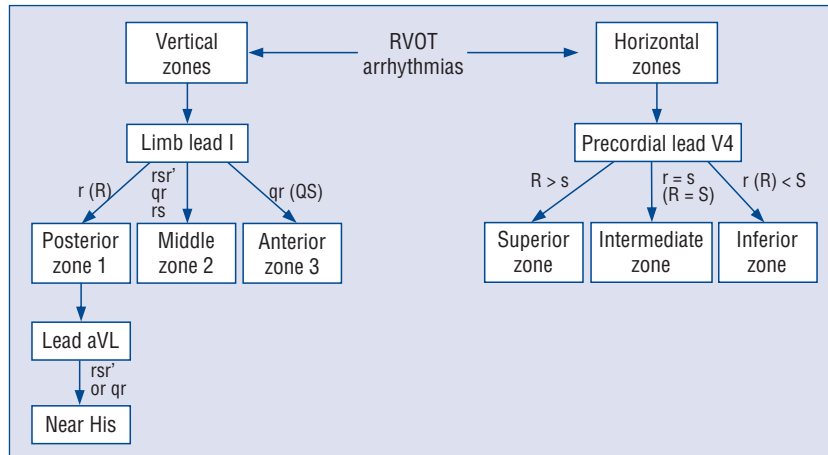 Vertical
zones
RVOT
arrhythmias
Horizontal
zones
Limb lead I
Precordial lead V4
r (R)
rsr’
qr
rs
qr (QS)
R > s
r = s
(R = S)
r (R) < S
Posterior
zone 1
Middle
zone 2
Anterior
zone 3
Superior
zone
Intermediate
zone
Inferior
zone
Lead aVL
rsr’
or qr
Near His